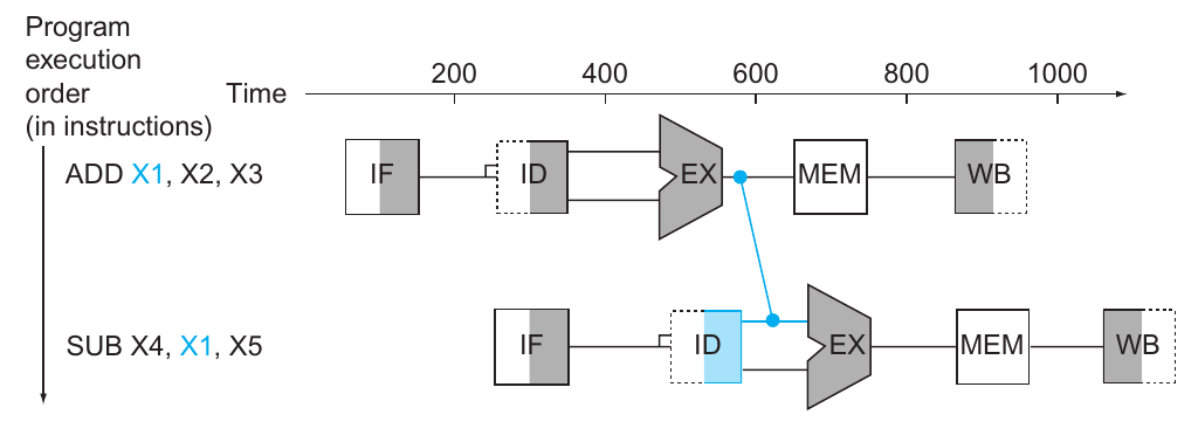 Program
execution
order
(in instructions)
Time
200 400 600 800 1000
ADD X1, X2, X3
IF ID EX MEM WB
SUB X4, X1, X5
IF ID EX MEM WB